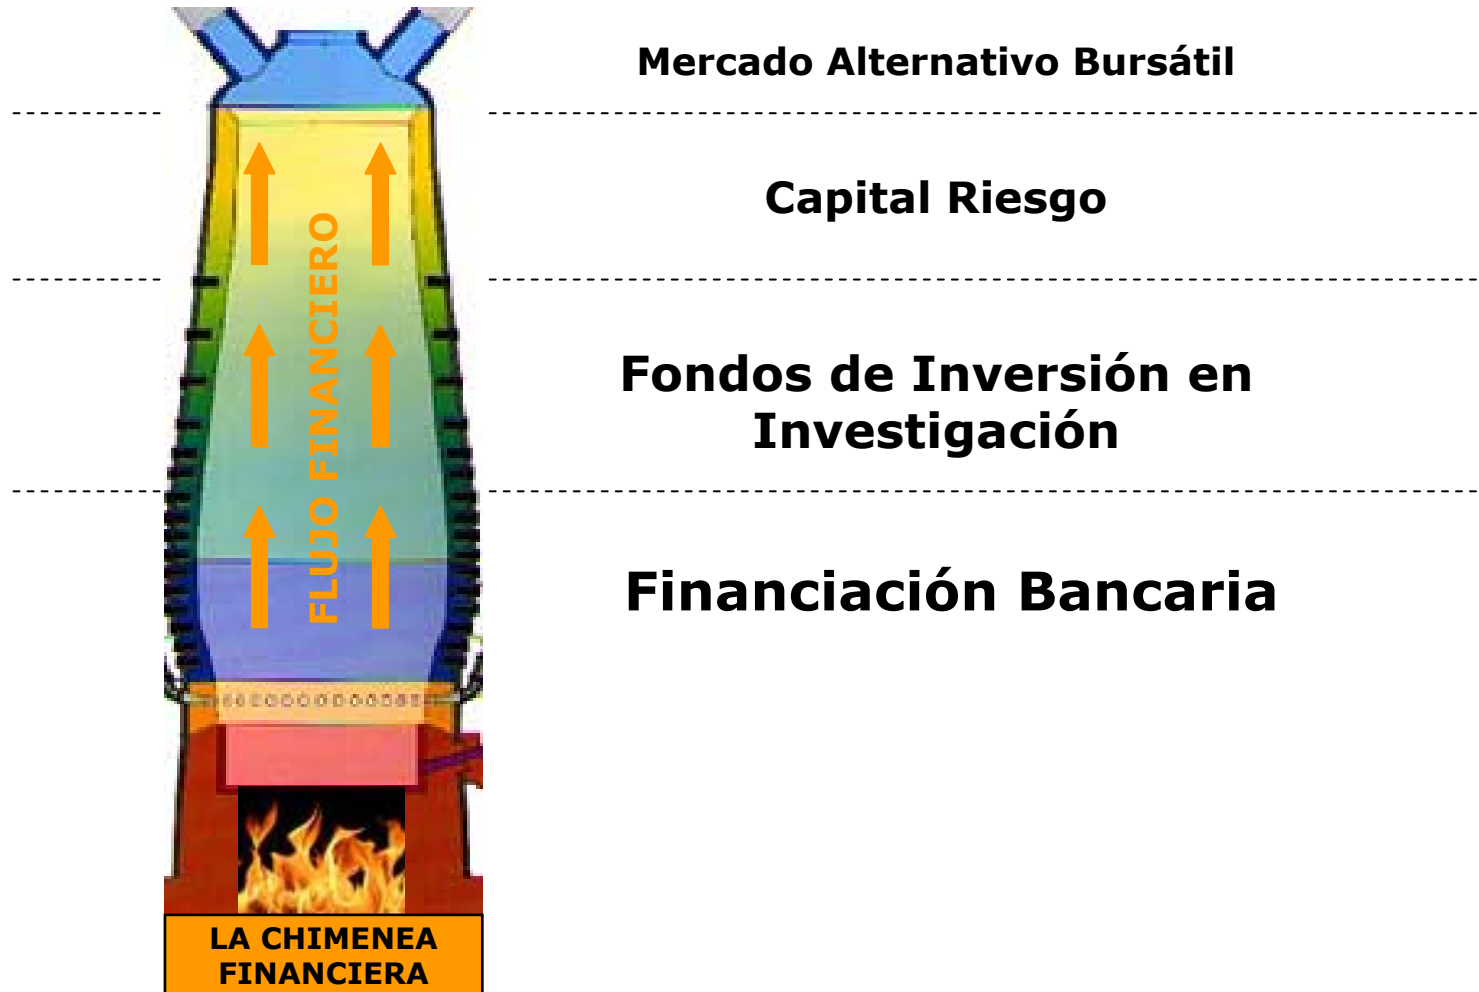 Mercado Alternativo Bursátil
Capital Riesgo
Fondos de Inversión en
Investigación
Financiación Bancaria
FLUJO FINANCIERO
LA CHIMENEA
FINANCIERA